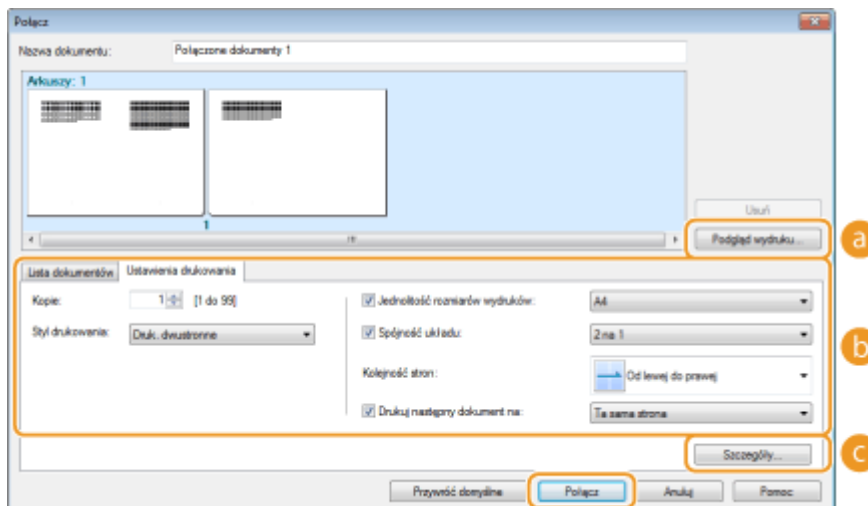 Połącz
Nazwa dokumentu: Połączone dokumenty 1
Arkuszy: 1
1
Usuń
Podgląd wydruku...
a
Lista dokumentów Ustawienia drukowania
Kopie: 1 [1 do 99] Jednolitość rozmiarów wydruków: A4
Styl drukowania: Druk. dwustronne Spójność układu: 2 na 1
b
Kolejność stron: Od lewej do prawej
Drukuj następny dokument na: Ta sama strona
Szczegóły...
c
Przywróć domyślne Połącz Anuluj Pomoc